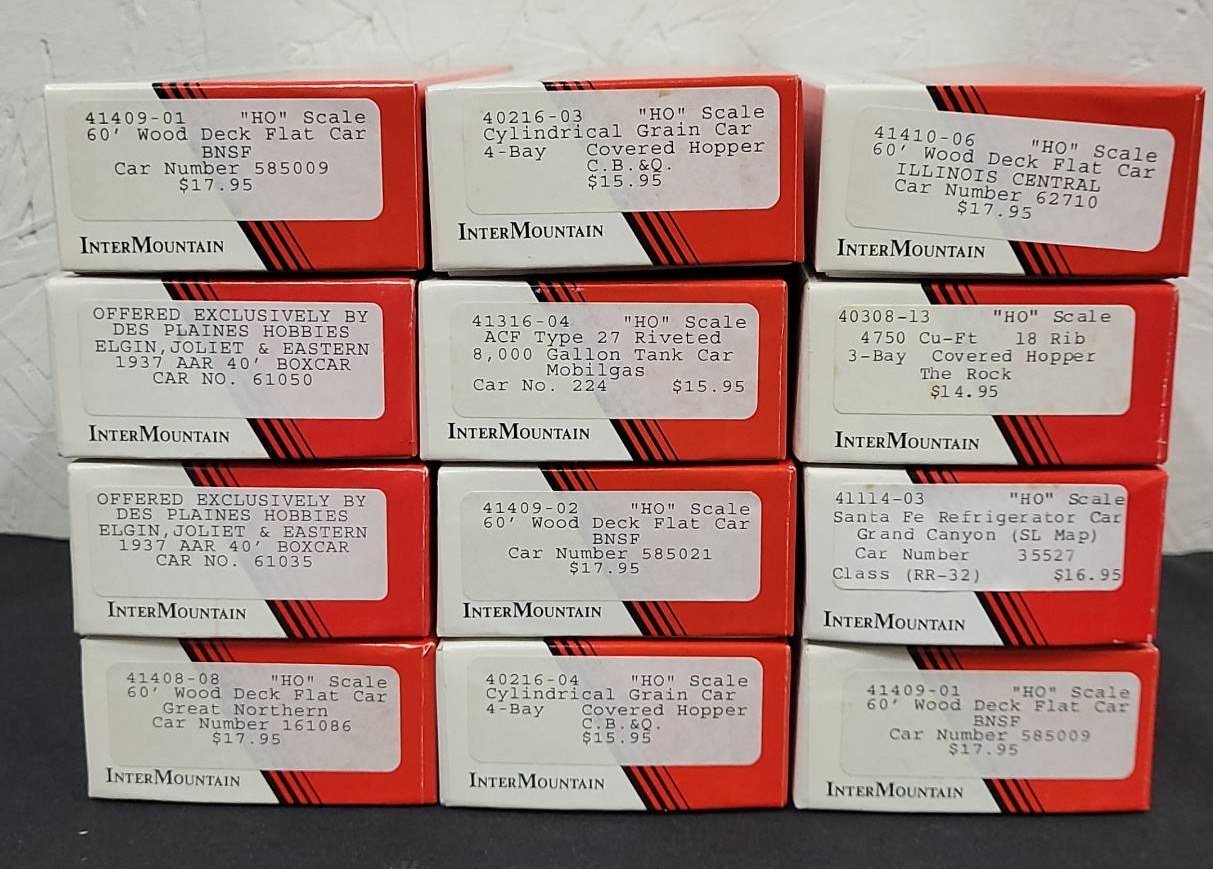 41409-01 "HO" Scale
60' Wood Deck Flat Car
BNSF
Car Number 585009
$17.95
INTERMOUNTAIN
40216-03 "HO" Scale
Cylindrical Grain Car
4-Bay Covered Hopper
C.B.&Q.
$15.95
INTERMOUNTAIN
41410-06 "HO" Scale
60' Wood Deck Flat Car
ILLINOIS CENTRAL
Car Number 62710
$17.95
INTERMOUNTAIN
OFFERED EXCLUSIVELY BY
DES PLAINES HOBBIES
ELGIN, JOLIET & EASTERN
1937 AAR 40' BOXCAR
CAR NO. 61050
INTERMOUNTAIN
41316-04 "HO" Scale
ACF Type 27 Riveted
8,000 Gallon Tank Car
Mobilgas
Car No. 224 $15.95
INTERMOUNTAIN
40308-13 "HO" Scale
4750 Cu-Ft 18 Rib
3-Bay Covered Hopper
The Rock
$14.95
INTERMOUNTAIN
OFFERED EXCLUSIVELY BY
DES PLAINES HOBBIES
ELGIN, JOLIET & EASTERN
1937 AAR 40' BOXCAR
CAR NO. 61035
INTERMOUNTAIN
41409-02 "HO" Scale
60' Wood Deck Flat Car
BNSF
Car Number 585021
$17.95
INTERMOUNTAIN
41114-03 "HO" Scale
Santa Fe Refrigerator Car
Grand Canyon (SL Map)
Car Number 35527
Class (RR-32) $16.95
INTERMOUNTAIN
41408-08 "HO" Scale
60' Wood Deck Flat Car
Great Northern
Car Number 161086
$17.95
INTERMOUNTAIN
40216-04 "HO" Scale
Cylindrical Grain Car
4-Bay Covered Hopper
C.B.&Q.
$15.95
INTERMOUNTAIN
41409-01 "HO" Scale
60' Wood Deck Flat Car
BNSF
Car Number 585009
$17.95
INTERMOUNTAIN